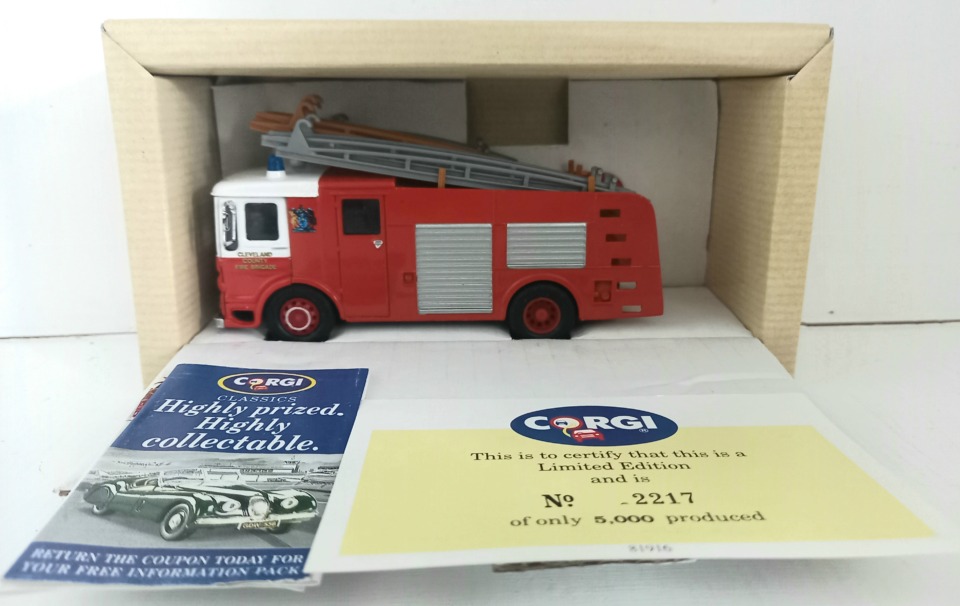 CLEVELAND
COUNTY
FIRE BRIGADE
CORGI
CLASSICS
Highly prized.
Highly
collectable.
RETURN THE COUPON TODAY FOR
YOUR FREE INFORMATION PACK
CORGI®
This is to certify that this is a
Limited Edition
and is
Nº 2217
of only 5,000 produced
81916